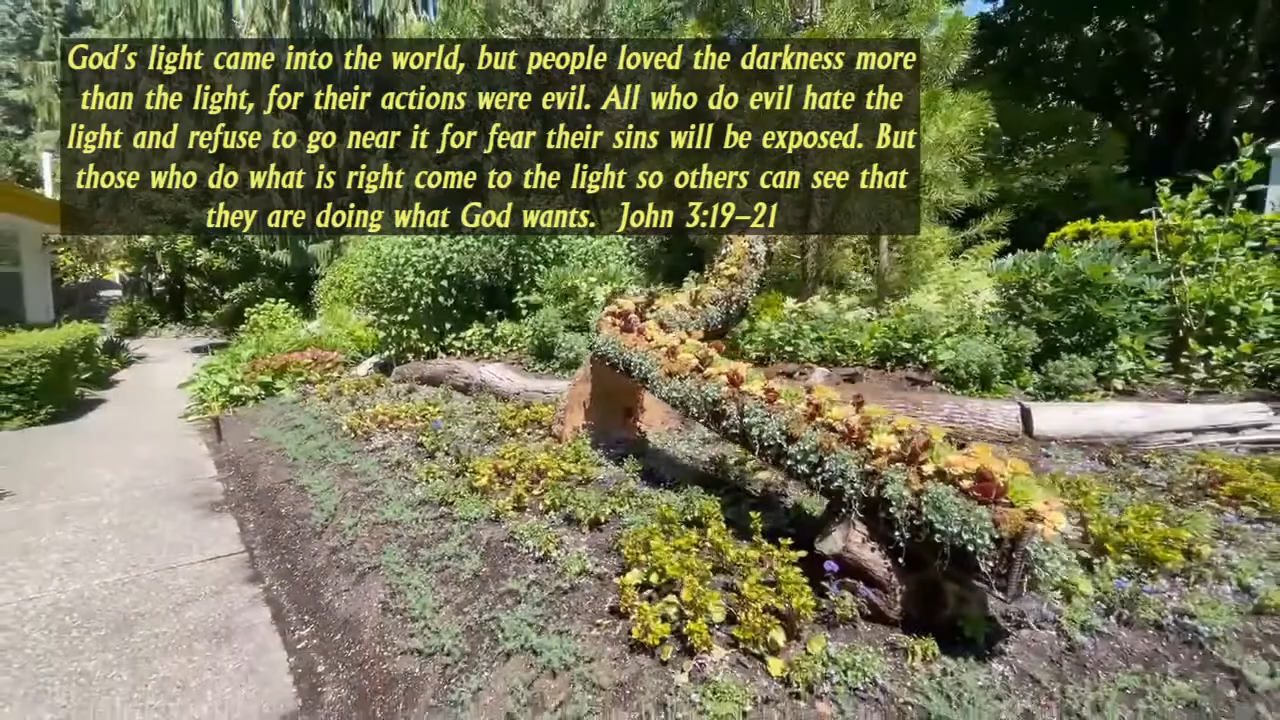 God's light came into the world, but people loved the darkness more
than the light, for their actions were evil. All who do evil hate the
light and refuse to go near it for fear their sins will be exposed. But
those who do what is right come to the light so others can see that
they are doing what God wants.  John 3:19–21